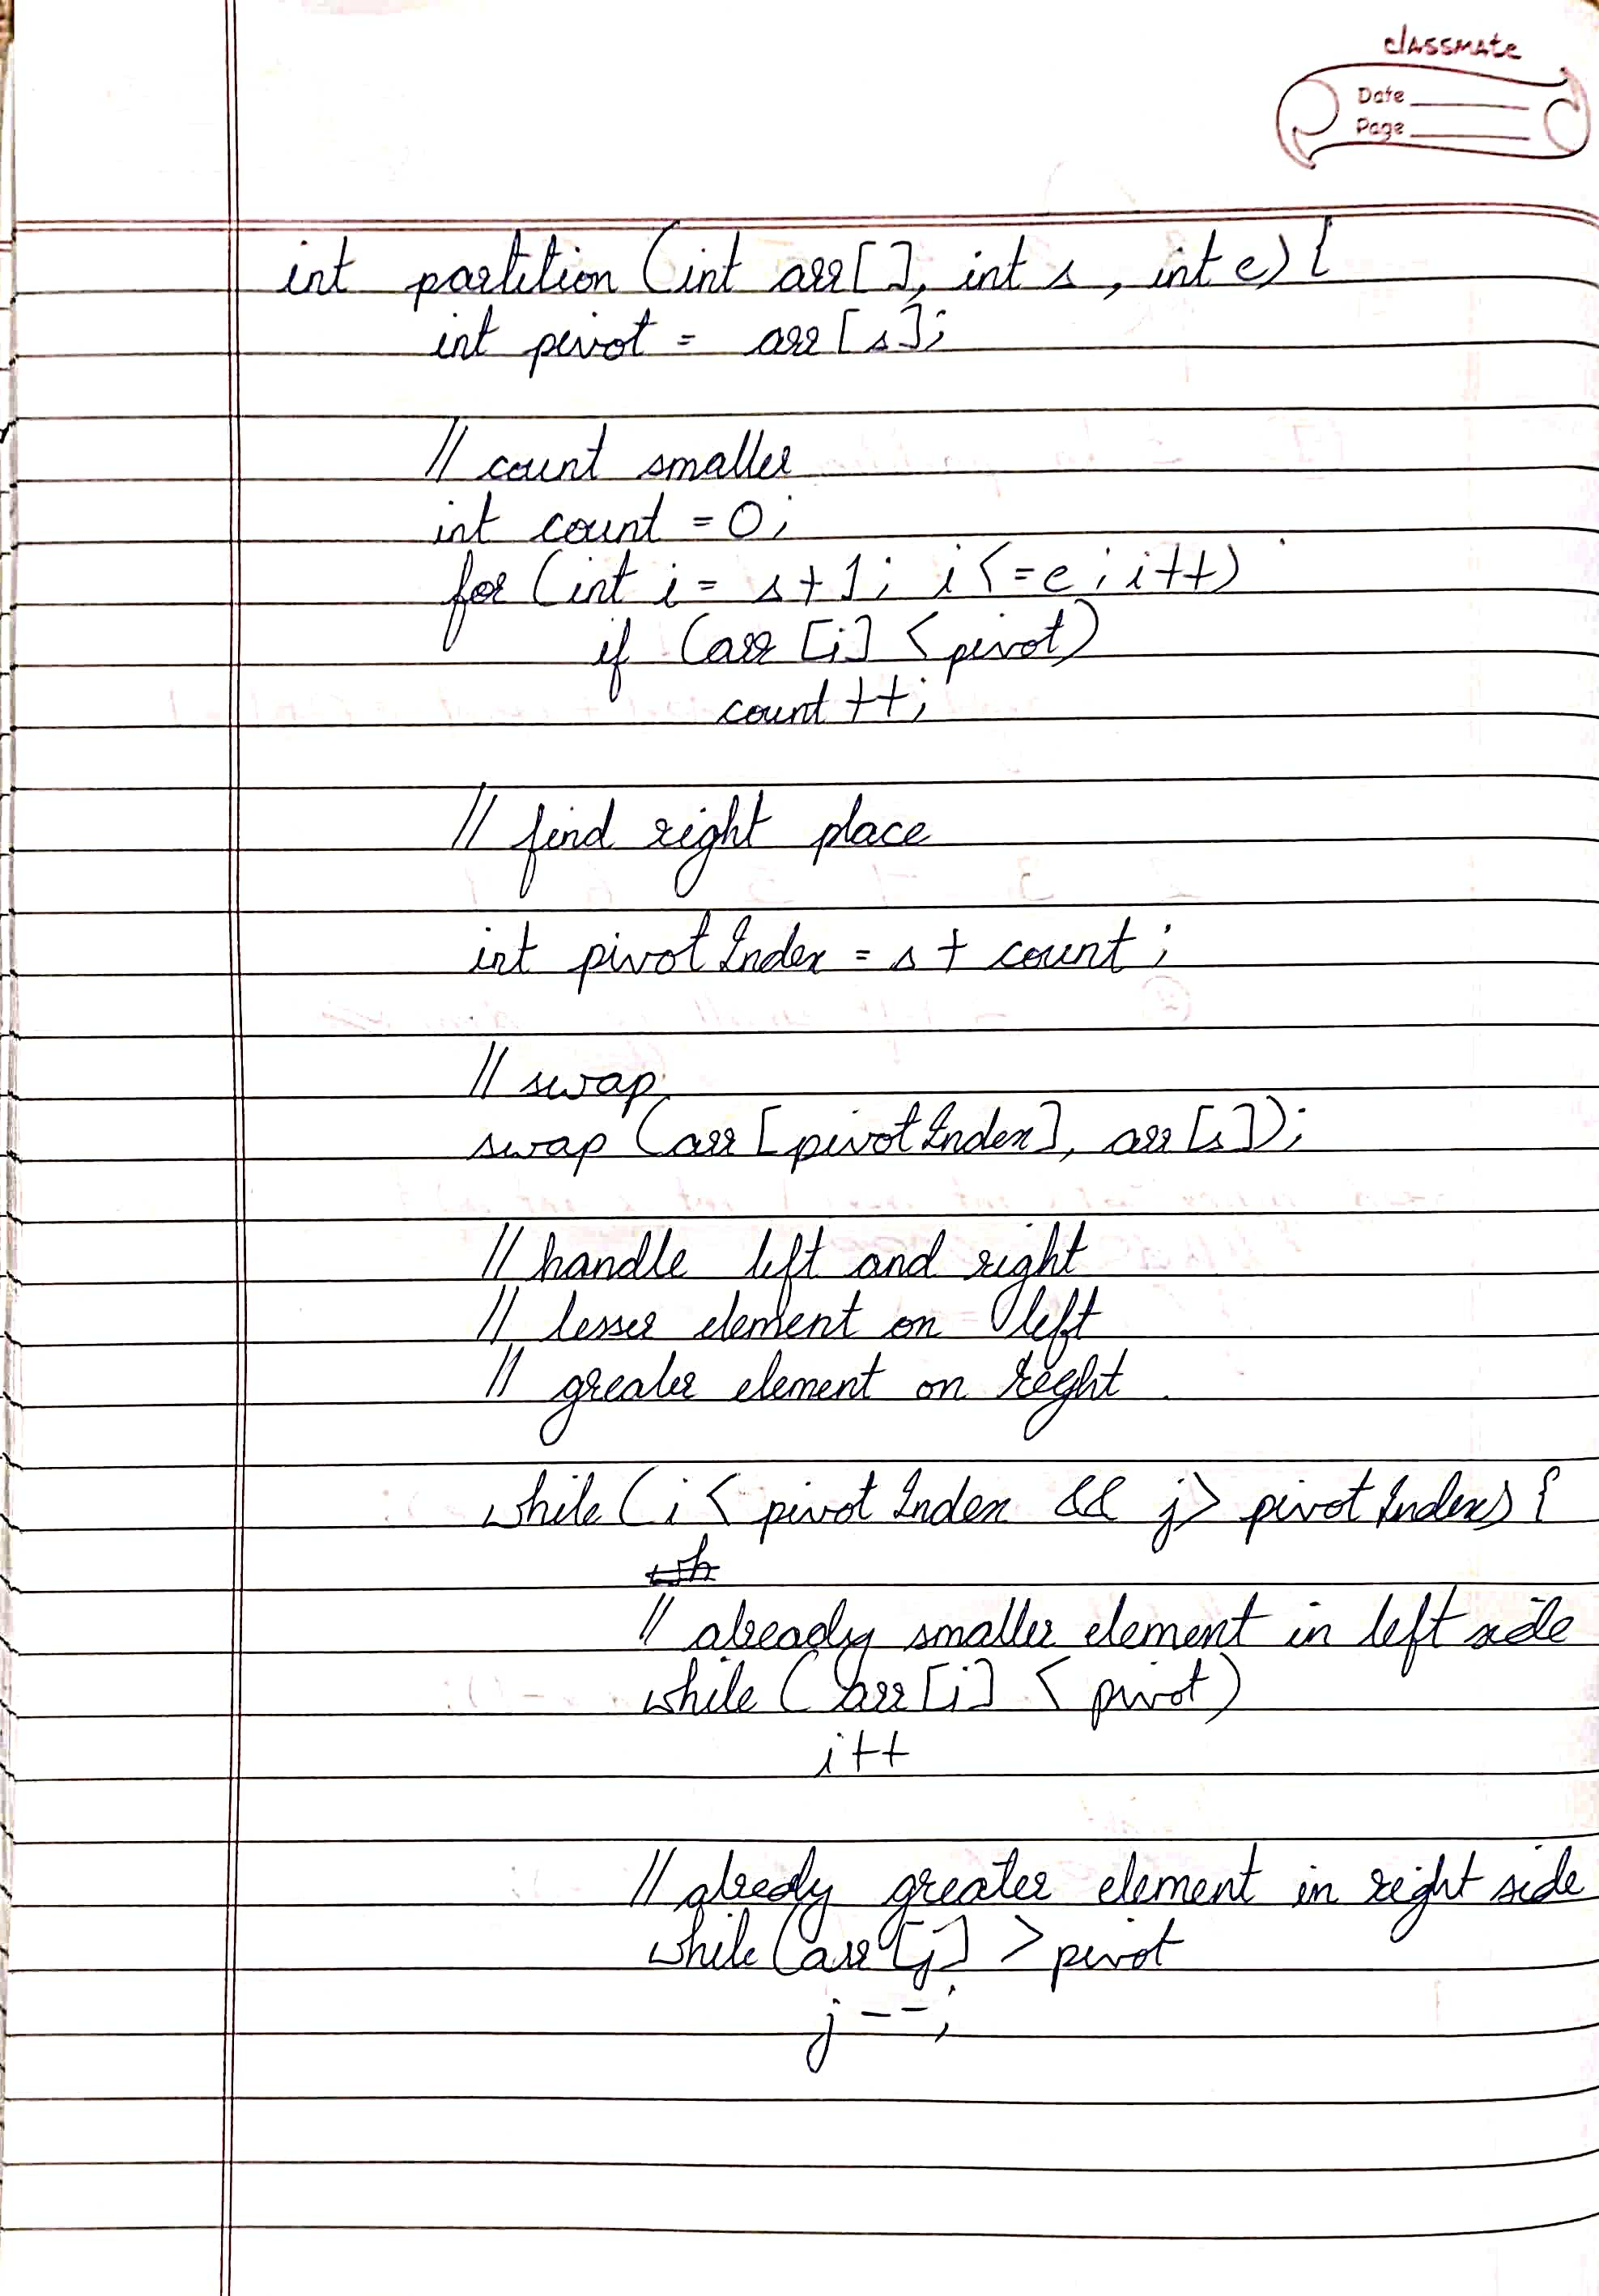 classmate
Date
Page
int partition (int arr[], int s, int e) {
int pivot = arr[s];
// count smaller
int count = 0;
for (int i = s+1; i <= e; i++)
if (arr [i] < pivot)
count ++;
// find right place
int pivotIndex = s + count;
// swap
swap (arr [pivotIndex], arr [s]);
// handle left and right
// lesser element on left
// greater element on right
while (i < pivotIndex && j > pivotIndex) {
wh
// already smaller element in left side
while (arr [i] < pivot)
i++
// alredy greater element in right side
while (arr [j] > pivot
j--;